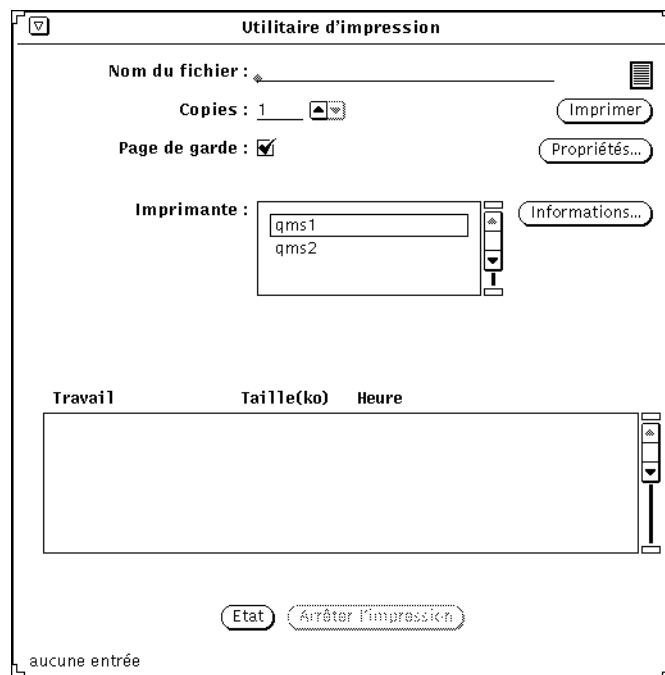 Utilitaire d'impression
Nom du fichier :
Copies : 1
Imprimer
Page de garde :
Propriétés...
Imprimante :
qms1
qms2
Informations...
Travail Taille(ko) Heure
Etat Arrêter l'impression
aucune entrée